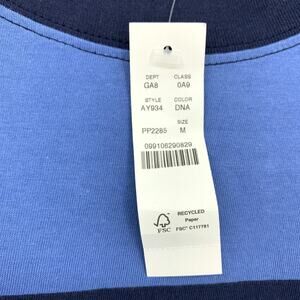 DEPT CLASS
GA8 0A9
STYLE COLOR
AY934 DNA
SIZE
PP2285 M
099106290829
FSC
RECYCLED
Paper
FSC® C117781